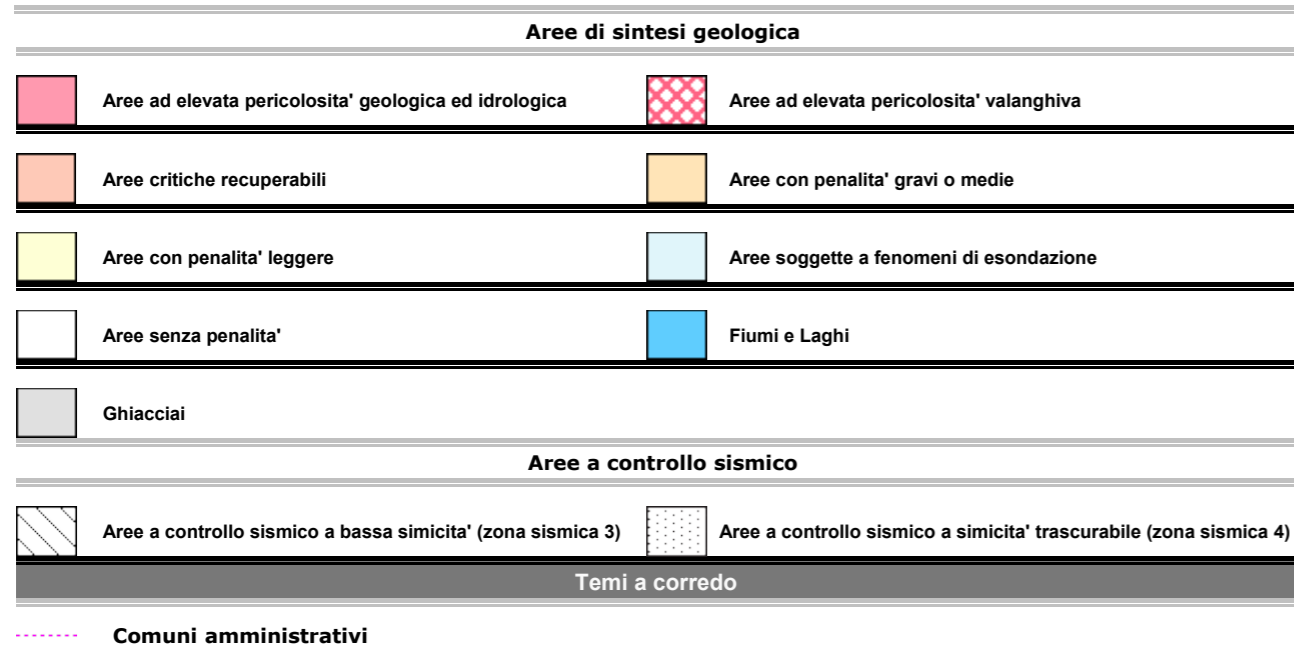 Aree di sintesi geologica
Aree ad elevata pericolosita' geologica ed idrologica
Aree ad elevata pericolosita' valanghiva
Aree critiche recuperabili
Aree con penalita' gravi o medie
Aree con penalita' leggere
Aree soggette a fenomeni di esondazione
Aree senza penalita'
Fiumi e Laghi
Ghiacciai
Aree a controllo sismico
Aree a controllo sismico a bassa simicita' (zona sismica 3)
Aree a controllo sismico a simicita' trascurabile (zona sismica 4)
Temi a corredo
Comuni amministrativi